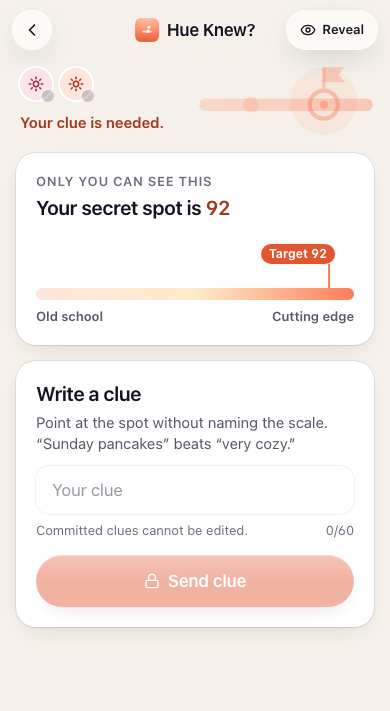 Hue Knew?
Reveal
Your clue is needed.
ONLY YOU CAN SEE THIS
Your secret spot is 92
Target 92
Old school
Cutting edge
Write a clue
Point at the spot without naming the scale.
“Sunday pancakes” beats “very cozy.”
Your clue
Committed clues cannot be edited.
0/60
Send clue